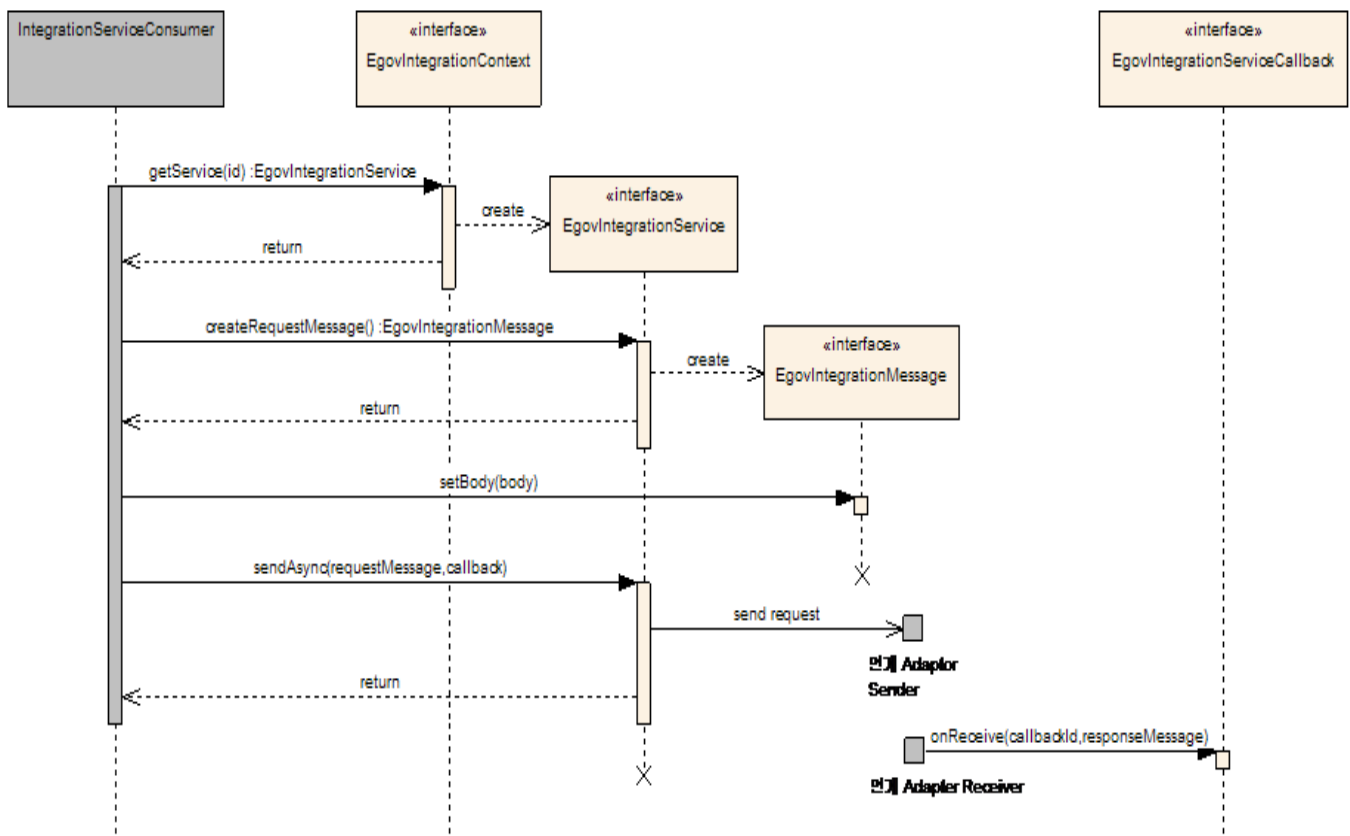 IntegrationServiceConsumer
«interface»
EgovIntegrationContext
«interface»
EgovIntegrationServiceCallback
getService(id) :EgovIntegrationService
«interface»
EgovIntegrationService
create
return
createRequestMessage() :EgovIntegrationMessage
«interface»
EgovIntegrationMessage
create
return
setBody(body)
sendAsync(requestMessage,callback)
send request
연계 Adaptor
Sender
return
onReceive(callbackId,responseMessage)
연계 Adapter Receiver